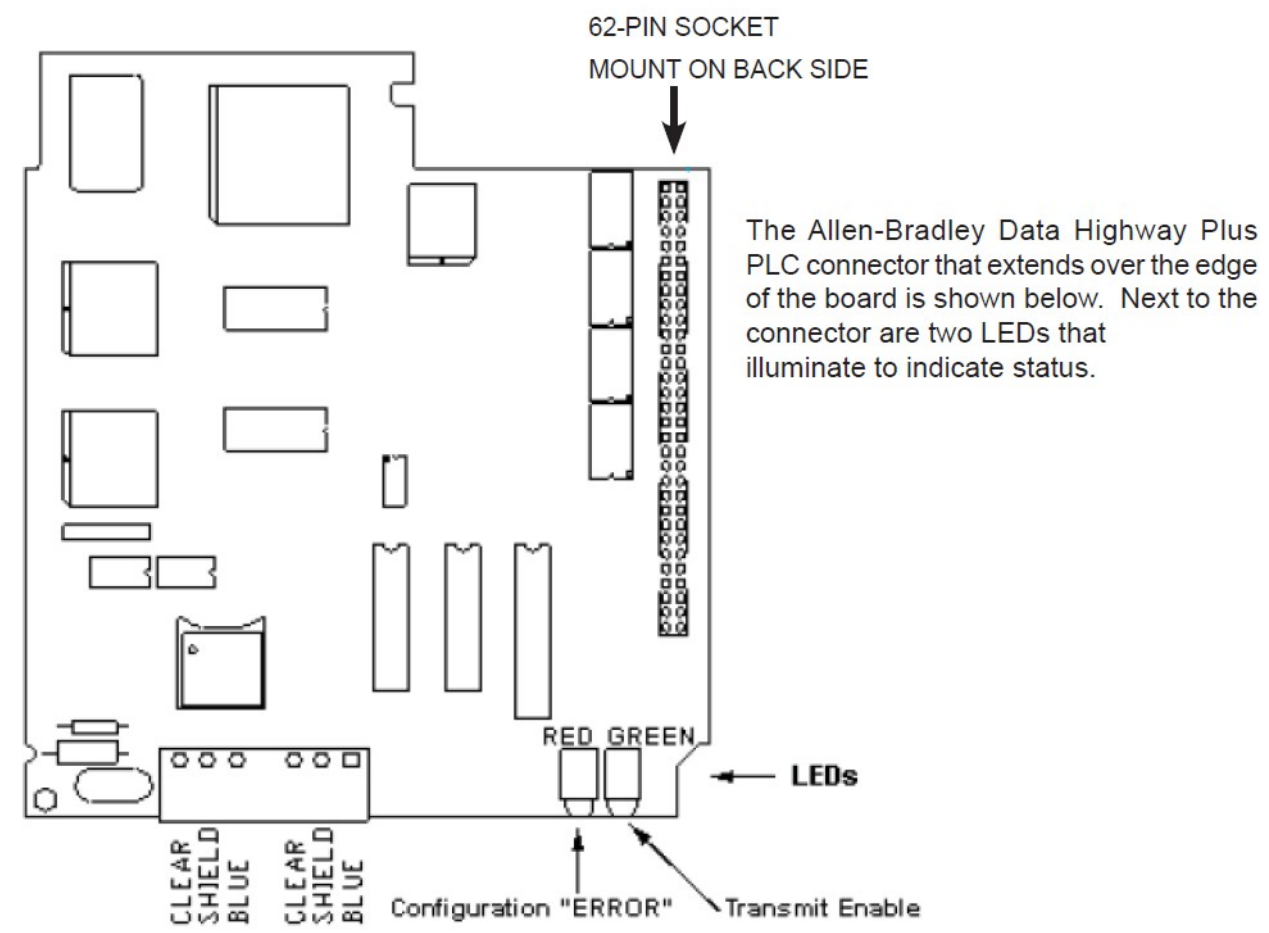 62-PIN SOCKET
MOUNT ON BACK SIDE
The Allen-Bradley Data Highway Plus
PLC connector that extends over the edge
of the board is shown below. Next to the
connector are two LEDs that
illuminate to indicate status.
RED GREEN
LEDs
CLEAR
SHIELD
BLUE
CLEAR
SHIELD
BLUE
Configuration "ERROR"
Transmit Enable